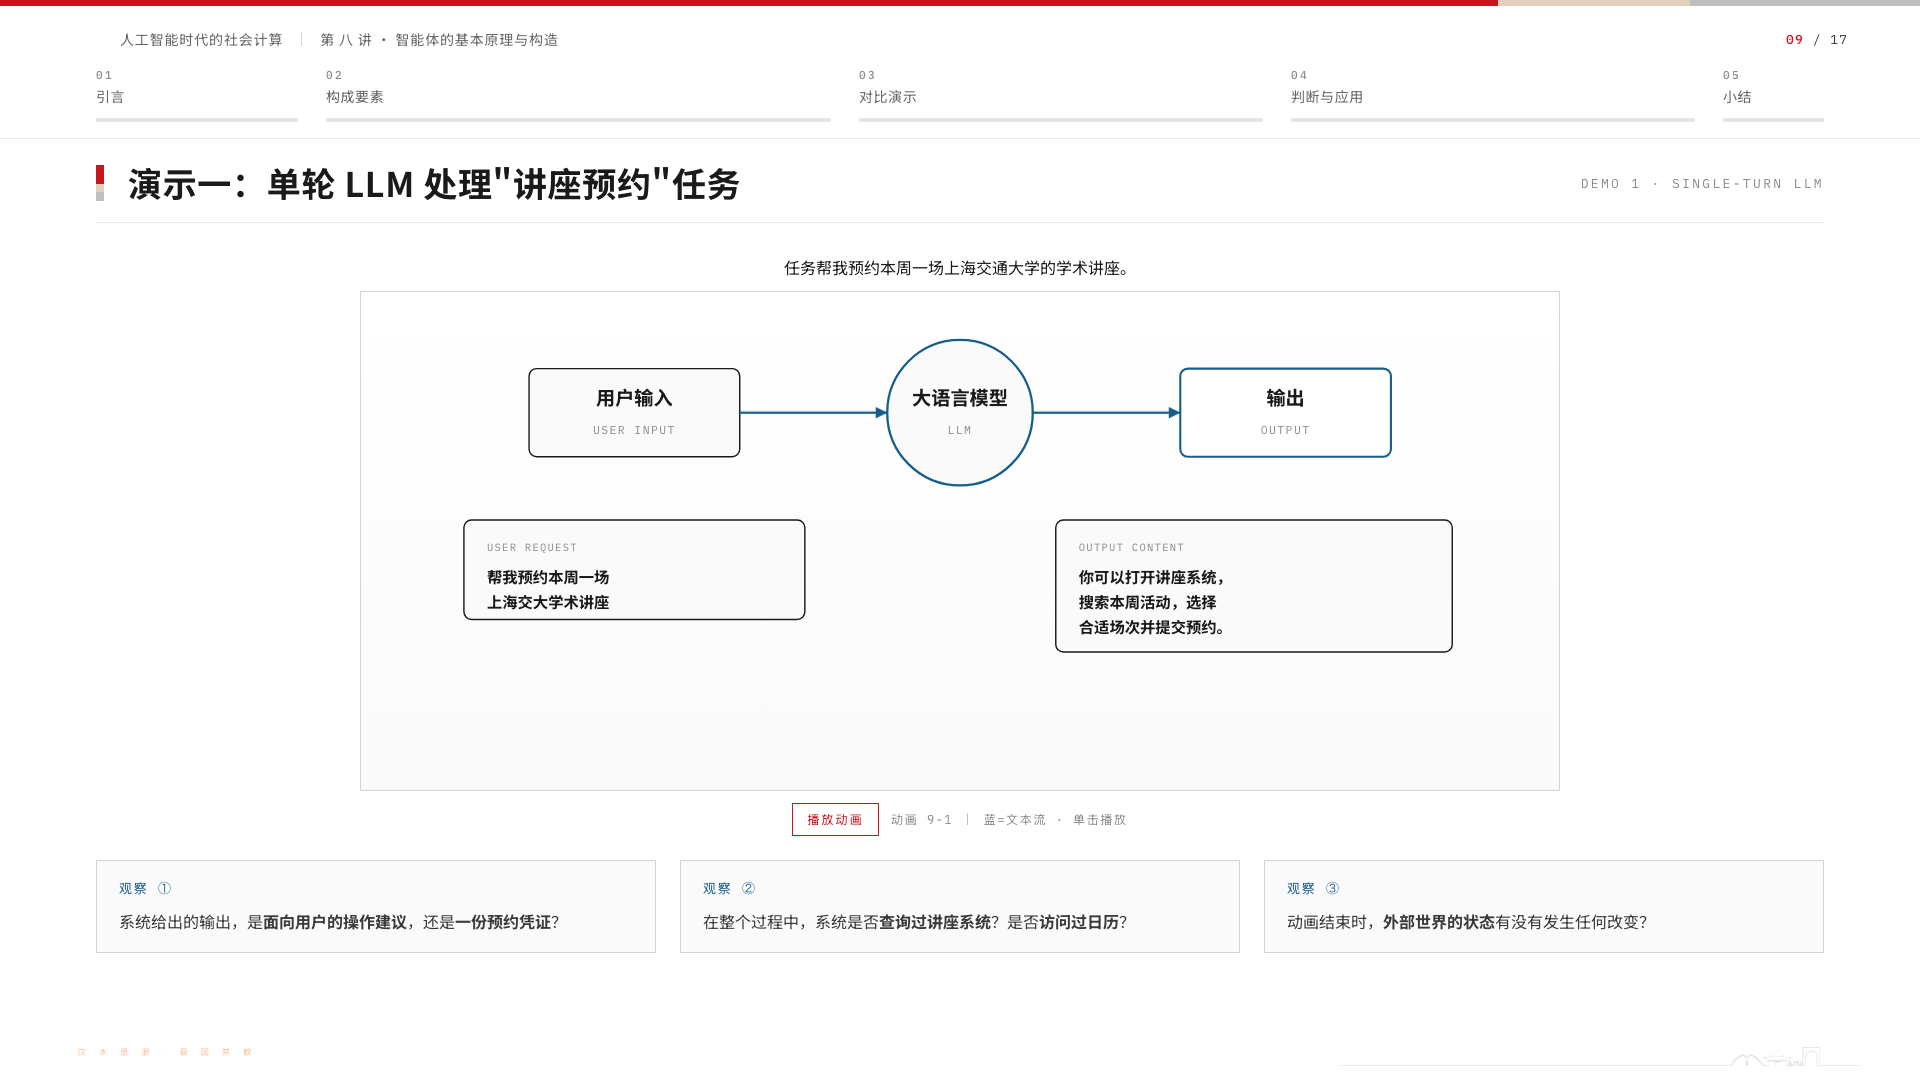 人工智能时代的社会计算 第 八 讲 · 智能体的基本原理与构造
09 / 17
01
引言
02
构成要素
03
对比演示
04
判断与应用
05
小结
演示一：单轮 LLM 处理"讲座预约"任务
DEMO 1 · SINGLE-TURN LLM
任务帮我预约本周一场上海交通大学的学术讲座。
用户输入
USER INPUT
大语言模型
LLM
输出
OUTPUT
USER REQUEST
帮我预约本周一场
上海交大学术讲座
OUTPUT CONTENT
你可以打开讲座系统，
搜索本周活动，选择
合适场次并提交预约。
播放动画 动画 9-1 | 蓝=文本流 · 单击播放
观察 ①
系统给出的输出，是面向用户的操作建议，还是一份预约凭证？
观察 ②
在整个过程中，系统是否查询过讲座系统？是否访问过日历？
观察 ③
动画结束时，外部世界的状态有没有发生任何改变？
饮 水 思 源 · 爱 国 荣 校